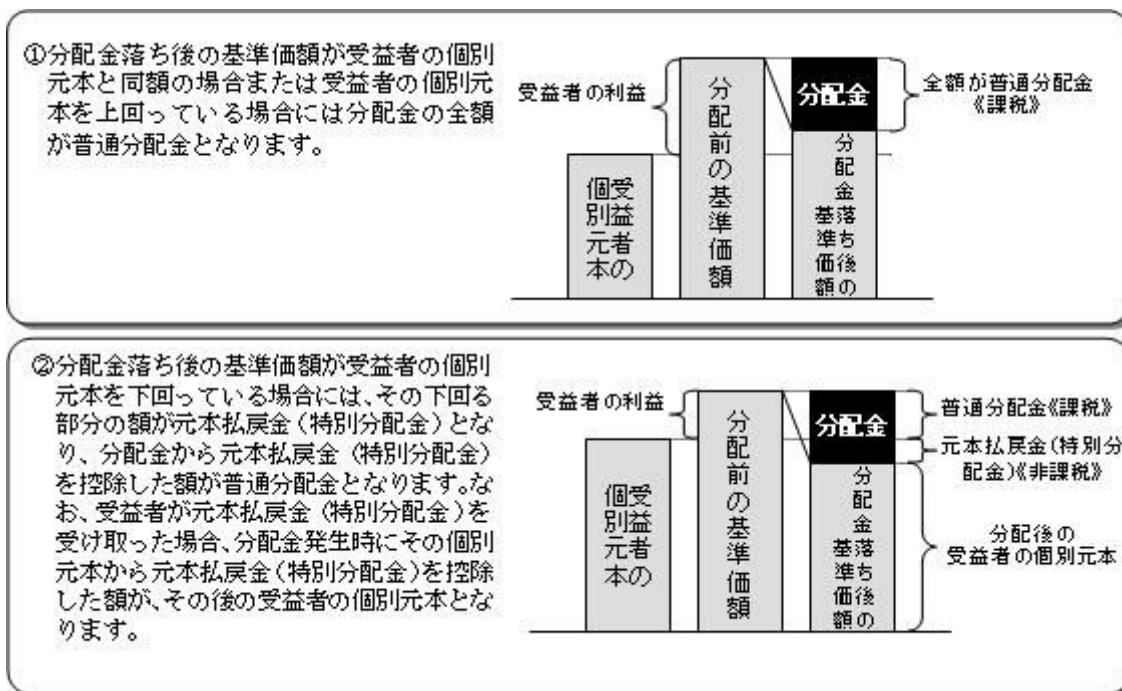 ①分配金落ち後の基準価額が受益者の個別
元本と同額の場合または受益者の個別元
本を上回っている場合には分配金の全額
が普通分配金となります。
受益者の利益
受益者の
個別元本
分配前の基準価額
分配金
分配金落ち後の
基準価額
全額が普通分配金
《課税》
②分配金落ち後の基準価額が受益者の個別
元本を下回っている場合には、その下回る
部分の額が元本払戻金(特別分配金)とな
り、分配金から元本払戻金(特別分配金)
を控除した額が普通分配金となります。な
お、受益者が元本払戻金(特別分配金)を
受け取った場合、分配金発生時にその個別
元本から元本払戻金(特別分配金)を控除
した額が、その後の受益者の個別元本とな
ります。
受益者の利益
受益者の
個別元本
分配前の基準価額
分配金
分配金落ち後の
基準価額
普通分配金《課税》
元本払戻金(特別分
配金)《非課税》
分配後の
受益者の個別元本